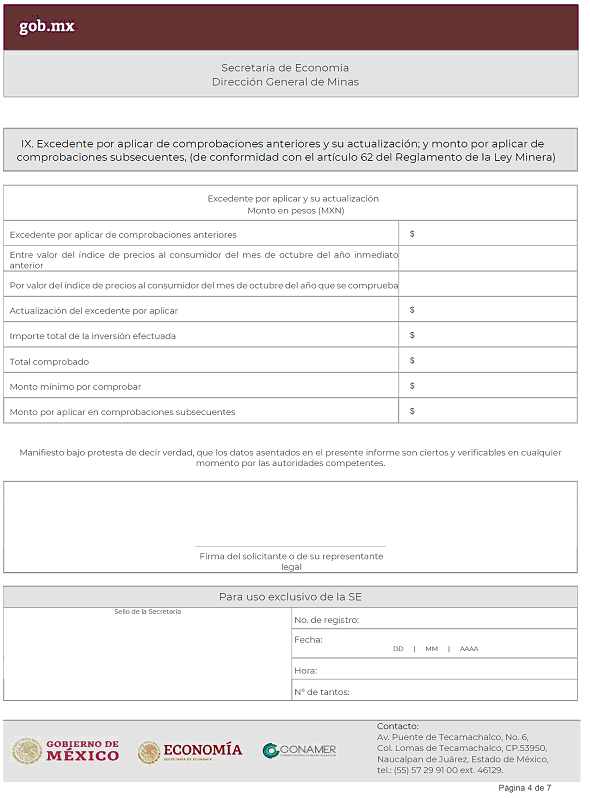 gob.mx
Secretaría de Economía
Dirección General de Minas
IX. Excedente por aplicar de comprobaciones anteriores y su actualización; y monto por aplicar de
comprobaciones subsecuentes, (de conformidad con el artículo 62 del Reglamento de la Ley Minera)
Excedente por aplicar y su actualización
Monto en pesos (MXN)
Excedente por aplicar de comprobaciones anteriores $
Entre valor del índice de precios al consumidor del mes de octubre del año inmediato
anterior
Por valor del índice de precios al consumidor del mes de octubre del año que se comprueba
Actualización del excedente por aplicar $
Importe total de la inversión efectuada $
Total comprobado $
Monto mínimo por comprobar $
Monto por aplicar en comprobaciones subsecuentes $
Manifiesto bajo protesta de decir verdad, que los datos asentados en el presente informe son ciertos y verificables en cualquier
momento por las autoridades competentes.
Firma del solicitante o de su representante
legal
Para uso exclusivo de la SE
Sello de la Secretaría
No. de registro:
Fecha:
DD | MM | AAAA
Hora:
N° de tantos:
GOBIERNO DE
MÉXICO
ECONOMÍA
SECRETARÍA DE ECONOMÍA
CONAMER
Contacto:
Av. Puente de Tecamachalco, No. 6,
Col. Lomas de Tecamachalco, CP.53950,
Naucalpan de Juárez, Estado de México,
tel.: (55) 57 29 91 00 ext. 46129.
Página 4 de 7